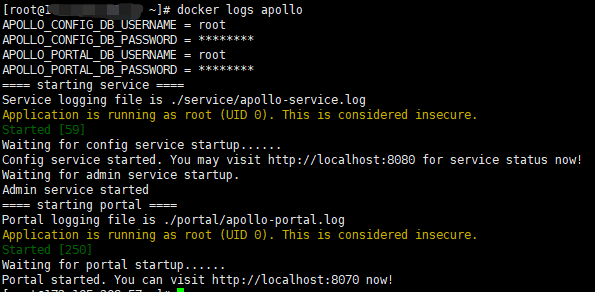 [root@1 ~]# docker logs apollo
APOLLO_CONFIG_DB_USERNAME = root
APOLLO_CONFIG_DB_PASSWORD = ********
APOLLO_PORTAL_DB_USERNAME = root
APOLLO_PORTAL_DB_PASSWORD = ********
==== starting service ====
Service logging file is ./service/apollo-service.log
Application is running as root (UID 0). This is considered insecure.
Started [59]
Waiting for config service startup......
Config service started. You may visit http://localhost:8080 for service status now!
Waiting for admin service startup.
Admin service started
==== starting portal ====
Portal logging file is ./portal/apollo-portal.log
Application is running as root (UID 0). This is considered insecure.
Started [250]
Waiting for portal startup......
Portal started. You can visit http://localhost:8070 now!